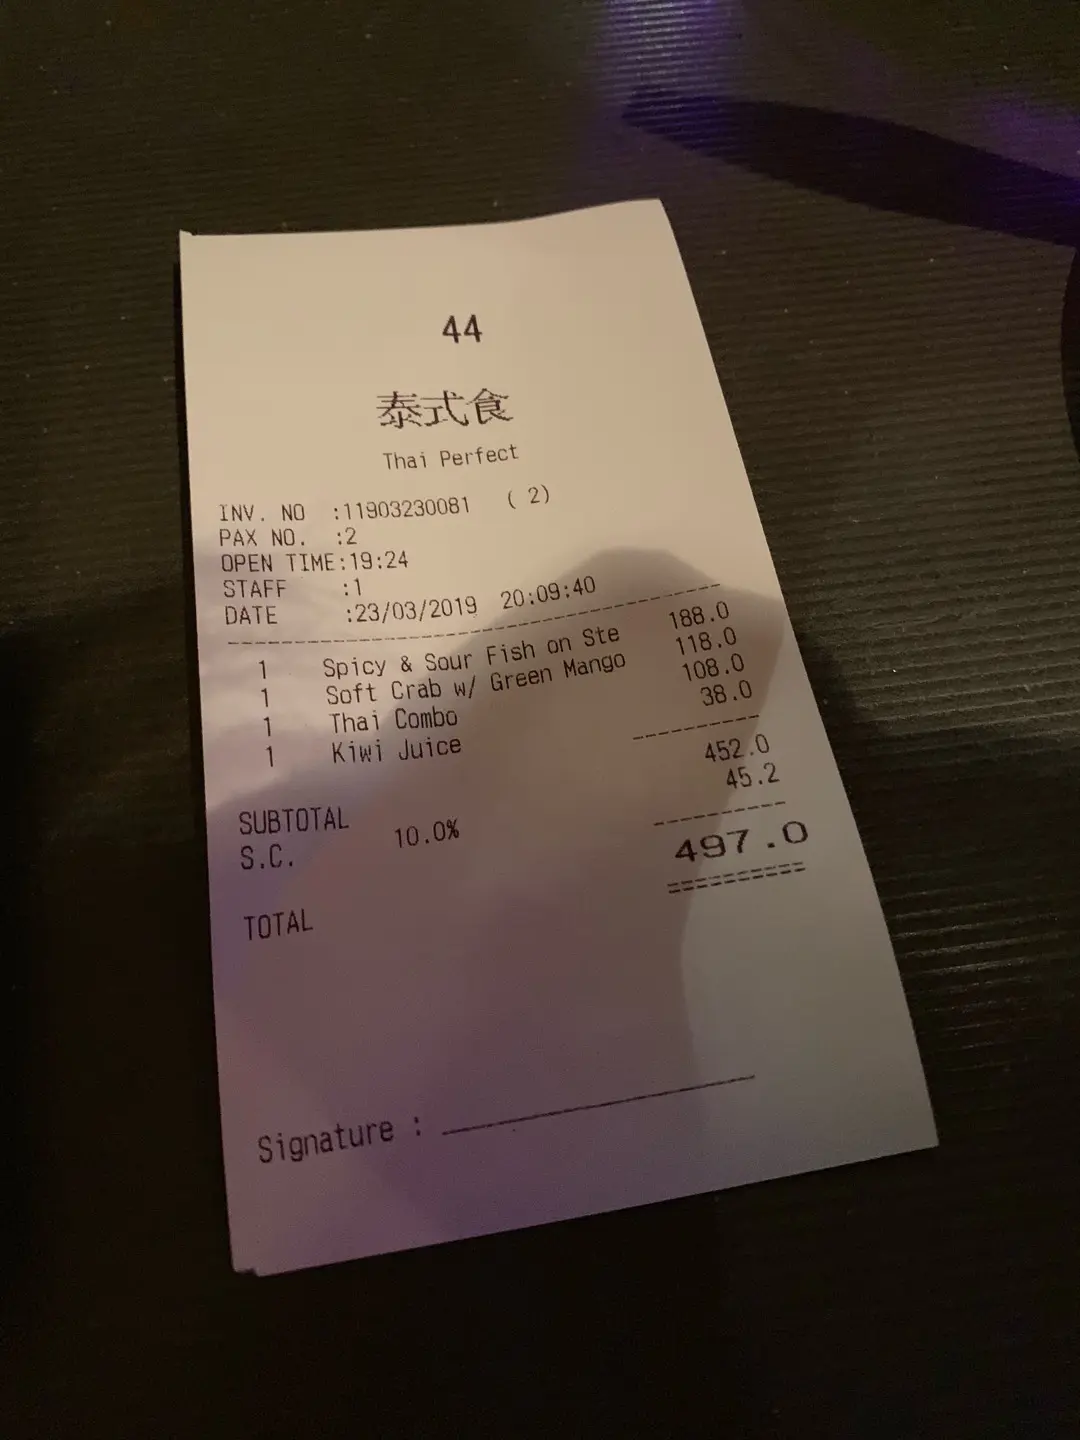 44
泰式食
Thai Perfect
INV. NO :11903230081 ( 2)
PAX NO. :2
OPEN TIME:19:24
STAFF :1
DATE :23/03/2019 20:09:40
1 Spicy & Sour Fish on Ste 188.0
1 Soft Crab w/ Green Mango 118.0
1 Thai Combo 108.0
1 Kiwi Juice 38.0
SUBTOTAL 452.0
S.C. 10.0% 45.2
TOTAL 497.0
Signature :